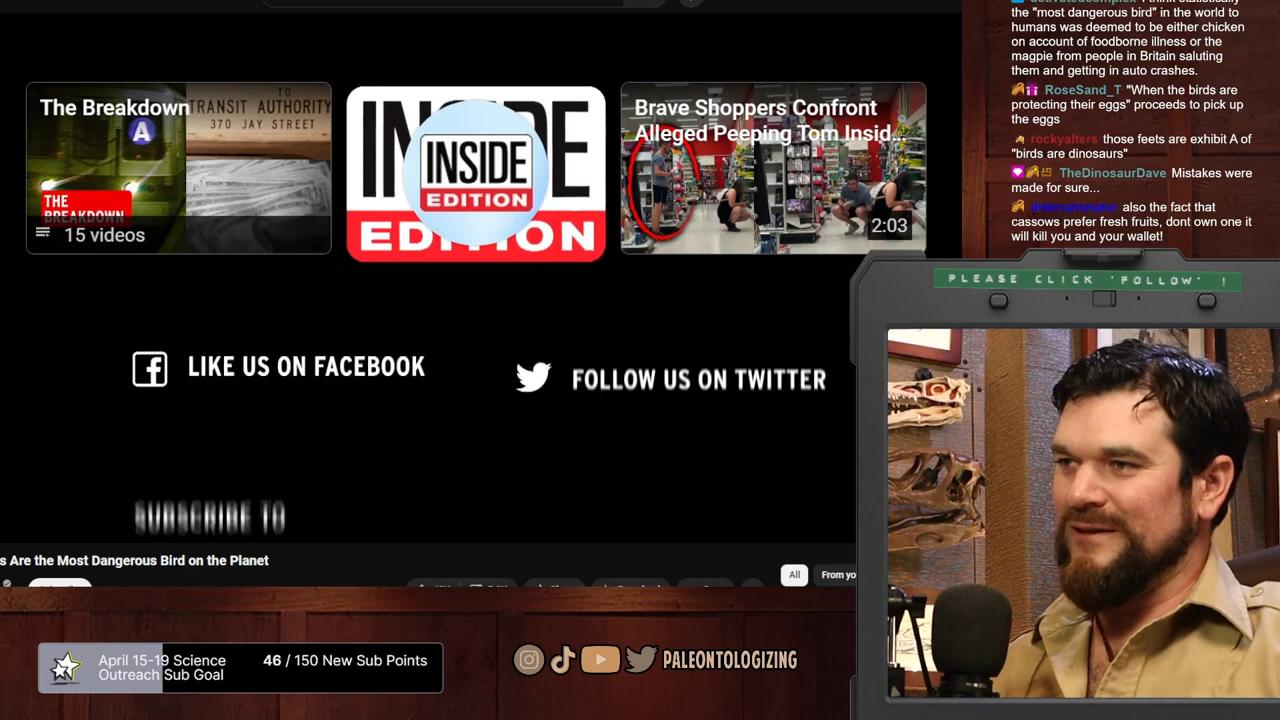 The Breakdown
TO
TRANSIT AUTHORITY
370 JAY STREET
A
THE
BREAKDOWN
15 videos
INSIDE
EDITION
INSIDE
EDITION
Brave Shoppers Confront
Alleged Peeping Tom Insid...
2:03
LIKE US ON FACEBOOK
FOLLOW US ON TWITTER
SUBSCRIBE TO
s Are the Most Dangerous Bird on the Planet
All
From yo
the "most dangerous bird" in the world to
humans was deemed to be either chicken
on account of foodborne illness or the
magpie from people in Britain saluting
them and getting in auto crashes.
RoseSand_T "When the birds are
protecting their eggs" proceeds to pick up
the eggs
rockyalters those feets are exhibit A of
"birds are dinosaurs"
TheDinosaurDave Mistakes were
made for sure...
also the fact that
cassows prefer fresh fruits, dont own one it
will kill you and your wallet!
PLEASE CLICK "FOLLOW" !
April 15-19 Science
Outreach Sub Goal
46 / 150 New Sub Points
PALEONTOLOGIZING